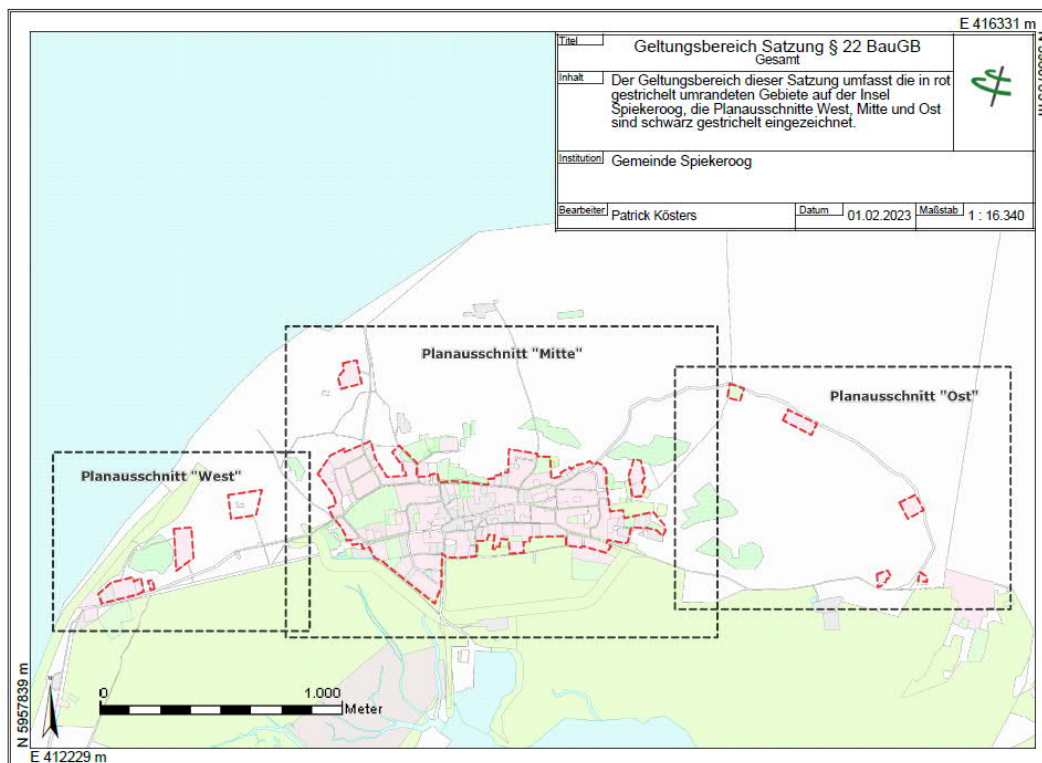 E 416331 m
Titel
Geltungsbereich Satzung § 22 BauGB
Gesamt
Inhalt
Der Geltungsbereich dieser Satzung umfasst die in rot
gestrichelt umrandeten Gebiete auf der Insel
Spiekeroog, die Planausschnitte West, Mitte und Ost
sind schwarz gestrichelt eingezeichnet.
Institution
Gemeinde Spiekeroog
Bearbeiter
Patrick Kösters
Datum
01.02.2023
Maßstab
1 : 16.340
Planausschnitt "Mitte"
Planausschnitt "Ost"
Planausschnitt "West"
N
0
1.000
Meter
N 5957839 m
E 412229 m